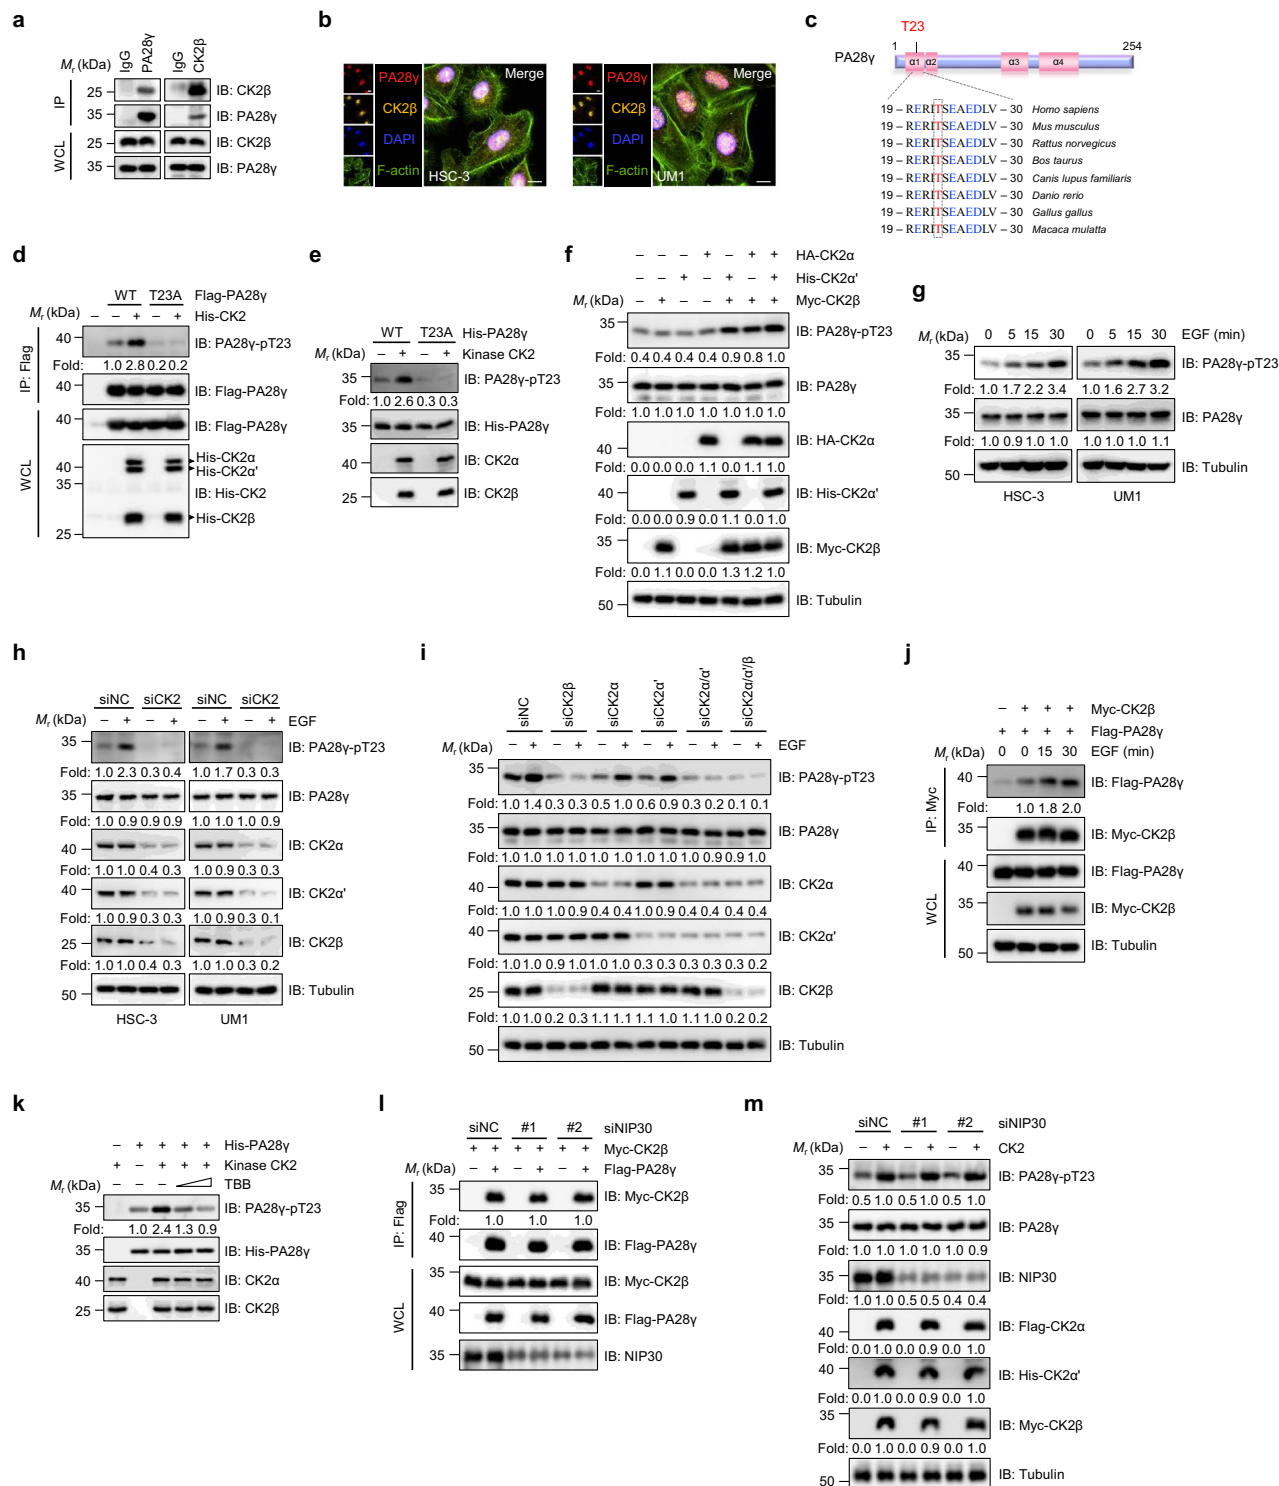 a
Mr (kDa)
IgG
PA28γ
IgG
CK2β
IP
25
IB: CK2β
35
IB: PA28γ
WCL
25
IB: CK2β
35
IB: PA28γ
b
PA28γ
CK2β
DAPI
F-actin
Merge
HSC-3
PA28γ
CK2β
DAPI
F-actin
Merge
UM1
c
T23
1
254
PA28γ
α1
α2
α3
α4
19 – RERITSEAEDLV – 30 Homo sapiens
19 – RERITSEAEDLV – 30 Mus musculus
19 – RERITSEAEDLV – 30 Rattus norvegicus
19 – RERITSEAEDLV – 30 Bos taurus
19 – RERITSEAEDLV – 30 Canis lupus familiaris
19 – RERITSEAEDLV – 30 Danio rerio
19 – RERITSEAEDLV – 30 Gallus gallus
19 – RERITSEAEDLV – 30 Macaca mulatta
d
WT T23A Flag-PA28γ
Mr (kDa) – – + – + His-CK2
IP: Flag
40
IB: PA28γ-pT23
Fold: 1.0 2.8 0.2 0.2
40
IB: Flag-PA28γ
WCL
40
IB: Flag-PA28γ
His-CK2α
40
His-CK2α'
35
IB: His-CK2
His-CK2β
25
e
WT T23A His-PA28γ
Mr (kDa) – + – + Kinase CK2
35
IB: PA28γ-pT23
Fold: 1.0 2.6 0.3 0.3
35
IB: His-PA28γ
40
IB: CK2α
25
IB: CK2β
f
– – – + – + + HA-CK2α
– – + – + – + His-CK2α'
Mr (kDa) – + – – + + + Myc-CK2β
35
IB: PA28γ-pT23
Fold: 0.4 0.4 0.4 0.4 0.9 0.8 1.0
35
IB: PA28γ
Fold: 1.0 1.0 1.0 1.0 1.0 1.0 1.0
40
IB: HA-CK2α
Fold: 0.0 0.0 0.0 1.1 0.0 1.1 1.0
40
IB: His-CK2α'
Fold: 0.0 0.0 0.9 0.0 1.1 0.0 1.0
35
IB: Myc-CK2β
Fold: 0.0 1.1 0.0 0.0 1.3 1.2 1.0
50
IB: Tubulin
g
Mr (kDa) 0 5 15 30 0 5 15 30 EGF (min)
35
IB: PA28γ-pT23
Fold: 1.0 1.7 2.2 3.4 1.0 1.6 2.7 3.2
35
IB: PA28γ
Fold: 1.0 0.9 1.0 1.0 1.0 1.0 1.0 1.1
50
IB: Tubulin
HSC-3 UM1
h
siNC siCK2 siNC siCK2
Mr (kDa) – + – + – + – + EGF
35
IB: PA28γ-pT23
Fold: 1.0 2.3 0.3 0.4 1.0 1.7 0.3 0.3
35
IB: PA28γ
Fold: 1.0 0.9 0.9 0.9 1.0 1.0 1.0 0.9
40
IB: CK2α
Fold: 1.0 1.0 0.4 0.3 1.0 0.9 0.3 0.3
40
IB: CK2α'
Fold: 1.0 0.9 0.3 0.3 1.0 0.9 0.3 0.1
25
IB: CK2β
Fold: 1.0 1.0 0.4 0.3 1.0 1.0 0.3 0.2
50
IB: Tubulin
HSC-3 UM1
i
siNC
siCK2β
siCK2α
siCK2α'
siCK2α/α'
siCK2α/α'/β
Mr (kDa) – + – + – + – + – + – + EGF
35
IB: PA28γ-pT23
Fold: 1.0 1.4 0.3 0.3 0.5 1.0 0.6 0.9 0.3 0.2 0.1 0.1
35
IB: PA28γ
Fold: 1.0 1.0 1.0 1.0 1.0 1.0 1.0 1.0 1.0 0.9 0.9 1.0
40
IB: CK2α
Fold: 1.0 1.0 1.0 0.9 0.4 0.4 1.0 0.9 0.4 0.4 0.4 0.4
40
IB: CK2α'
Fold: 1.0 1.0 0.9 1.0 1.0 1.0 0.3 0.3 0.3 0.3 0.3 0.2
25
IB: CK2β
Fold: 1.0 1.0 0.2 0.3 1.1 1.1 1.0 1.1 1.1 1.0 0.2 0.2
50
IB: Tubulin
j
– + + + Myc-CK2β
+ + + + Flag-PA28γ
Mr (kDa) 0 0 15 30 EGF (min)
IP: Myc
40
IB: Flag-PA28γ
Fold: 1.0 1.8 2.0
35
IB: Myc-CK2β
WCL
40
IB: Flag-PA28γ
35
IB: Myc-CK2β
50
IB: Tubulin
k
– + + + + His-PA28γ
+ – + + + Kinase CK2
Mr (kDa) – – – TBB
35
IB: PA28γ-pT23
Fold: 1.0 2.4 1.3 0.9
35
IB: His-PA28γ
40
IB: CK2α
25
IB: CK2β
l
siNC #1 #2 siNIP30
+ + + + + + Myc-CK2β
Mr (kDa) – + – + – + Flag-PA28γ
IP: Flag
35
IB: Myc-CK2β
Fold: 1.0 1.0 1.0
40
IB: Flag-PA28γ
WCL
35
IB: Myc-CK2β
40
IB: Flag-PA28γ
35
IB: NIP30
m
siNC #1 #2 siNIP30
Mr (kDa) – + – + – + CK2
35
IB: PA28γ-pT23
Fold: 0.5 1.0 0.5 1.0 0.5 1.0
35
IB: PA28γ
Fold: 1.0 1.0 1.0 1.0 1.0 0.9
35
IB: NIP30
Fold: 1.0 1.0 0.5 0.5 0.4 0.4
40
IB: Flag-CK2α
Fold: 0.0 1.0 0.0 0.9 0.0 1.0
40
IB: His-CK2α'
Fold: 0.0 1.0 0.0 0.9 0.0 1.0
35
IB: Myc-CK2β
Fold: 0.0 1.0 0.0 0.9 0.0 1.0
50
IB: Tubulin